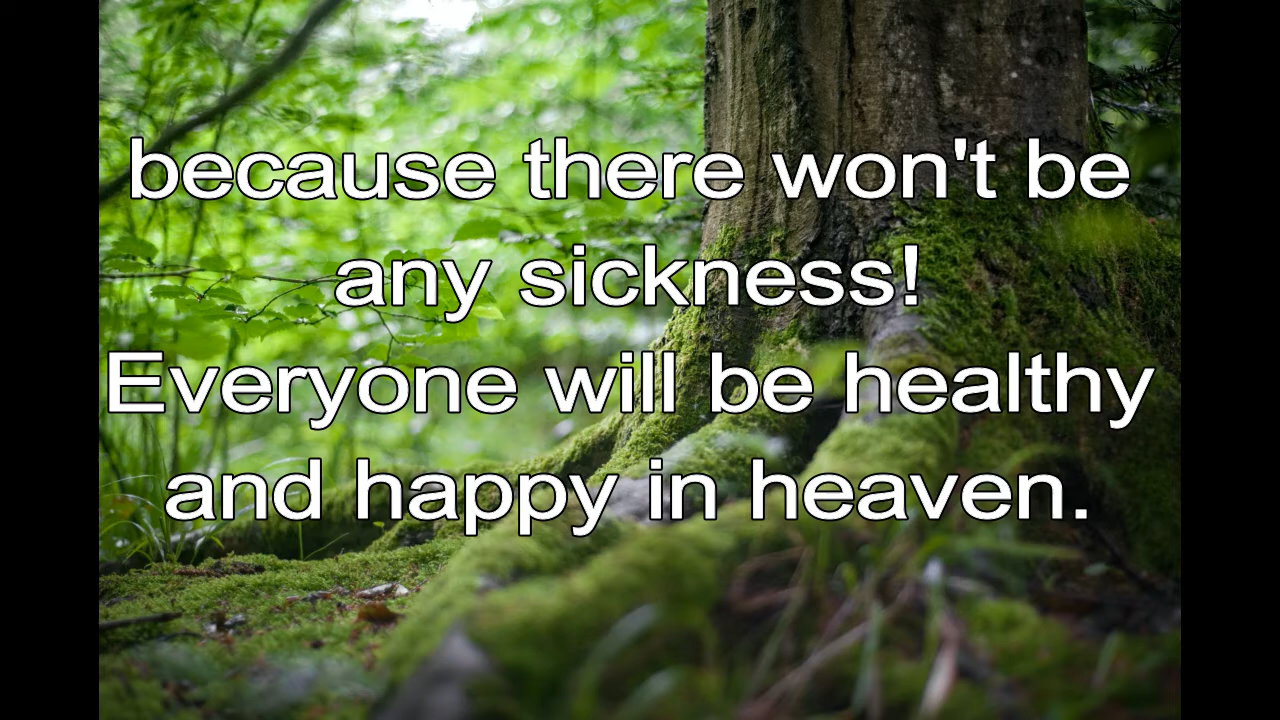 because there won't be
any sickness!
Everyone will be healthy
and happy in heaven.